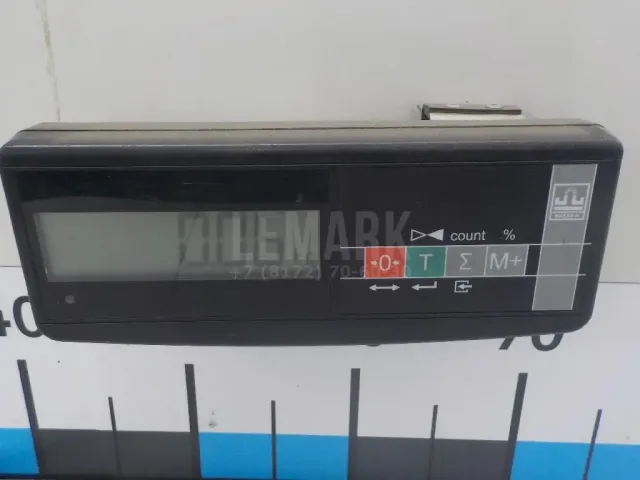 LEMARK
+7 (8172) 70-
count %
•0• T Σ M+
40
70